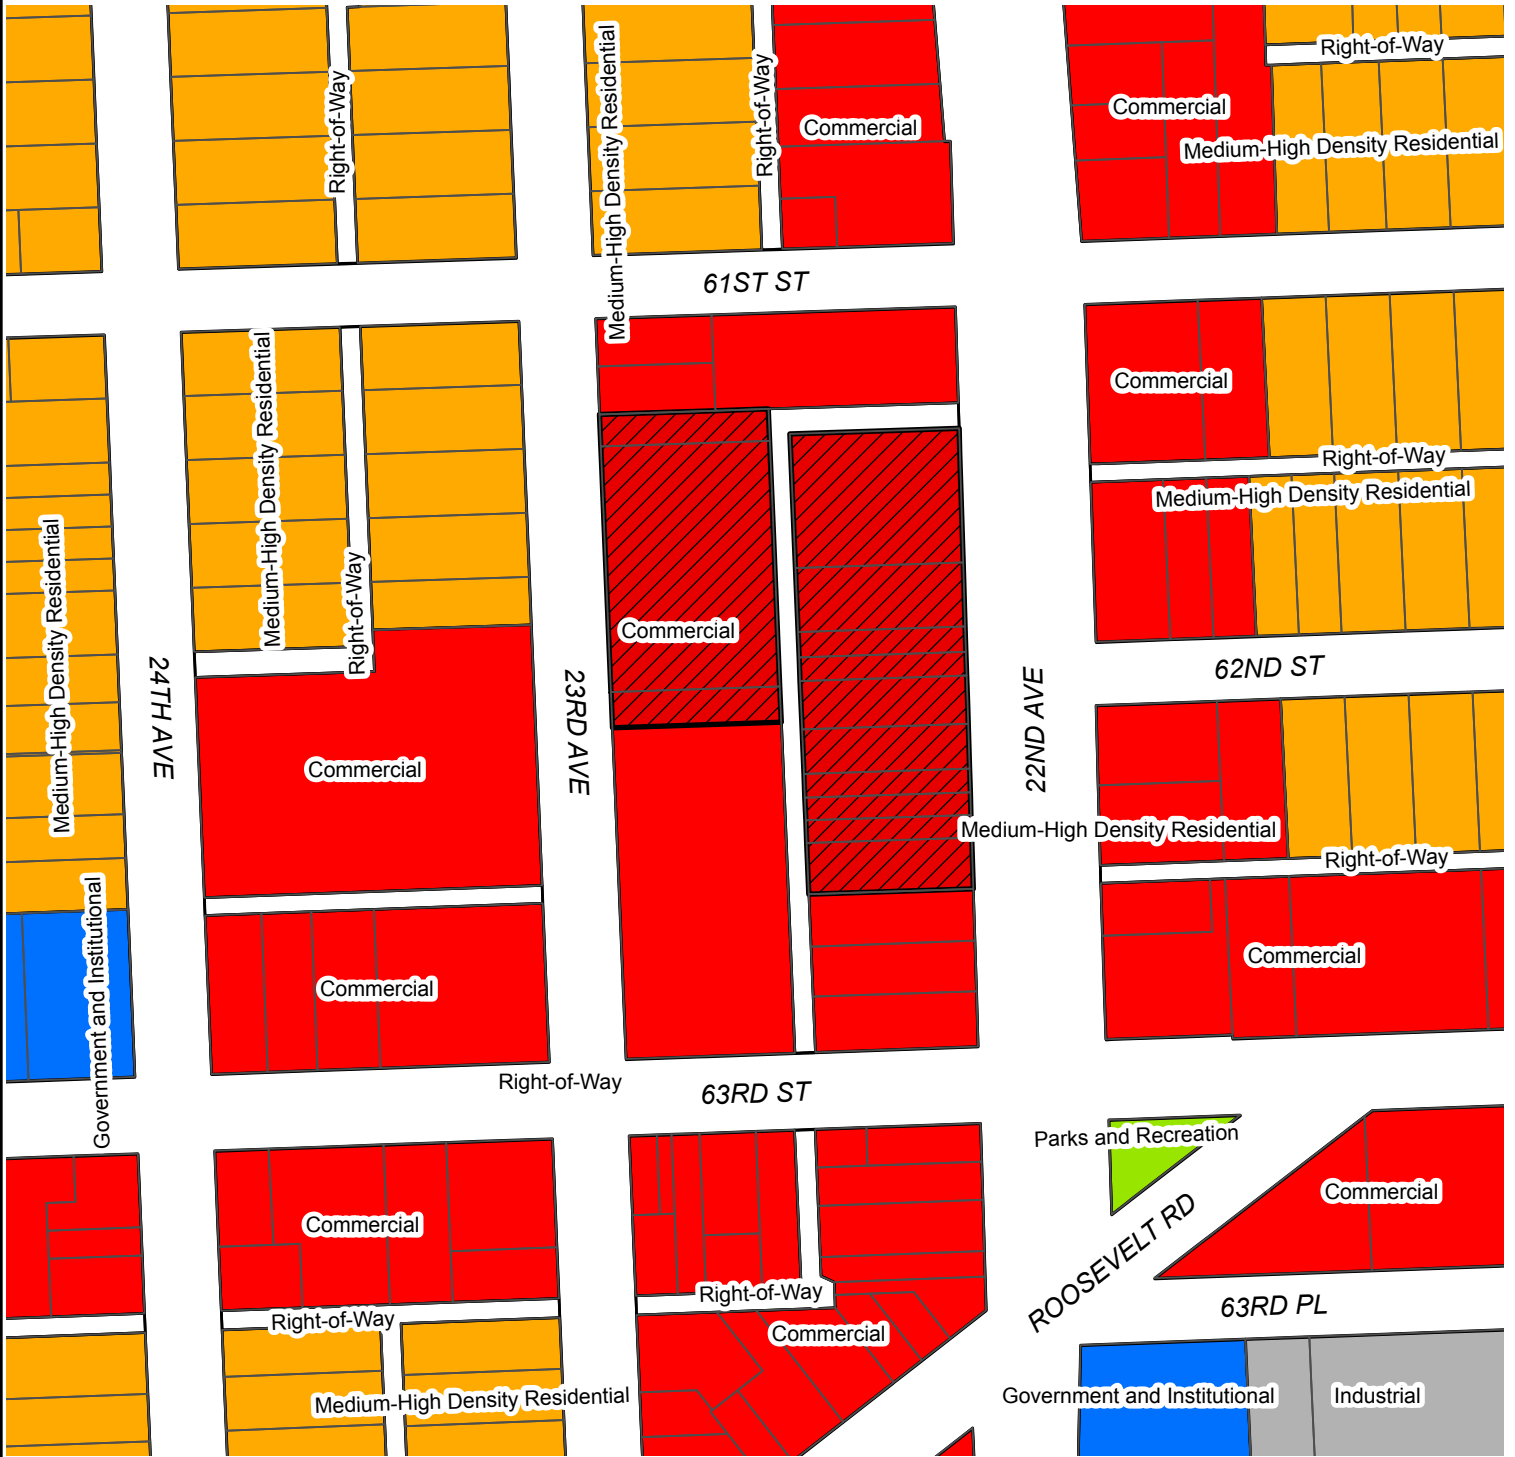 Right-of-Way
Medium-High Density Residential
Right-of-Way
Right-of-Way
Commercial
Commercial
Medium-High Density Residential
61ST ST
Medium-High Density Residential
Commercial
Right-of-Way
Medium-High Density Residential
Medium-High Density Residential
Right-of-Way
Commercial
24TH AVE
23RD AVE
22ND AVE
62ND ST
Commercial
Medium-High Density Residential
Right-of-Way
Government and Institutional
Commercial
Commercial
Right-of-Way
63RD ST
Parks and Recreation
Commercial
Commercial
ROOSEVELT RD
Right-of-Way
63RD PL
Right-of-Way
Commercial
Medium-High Density Residential
Government and Institutional
Industrial